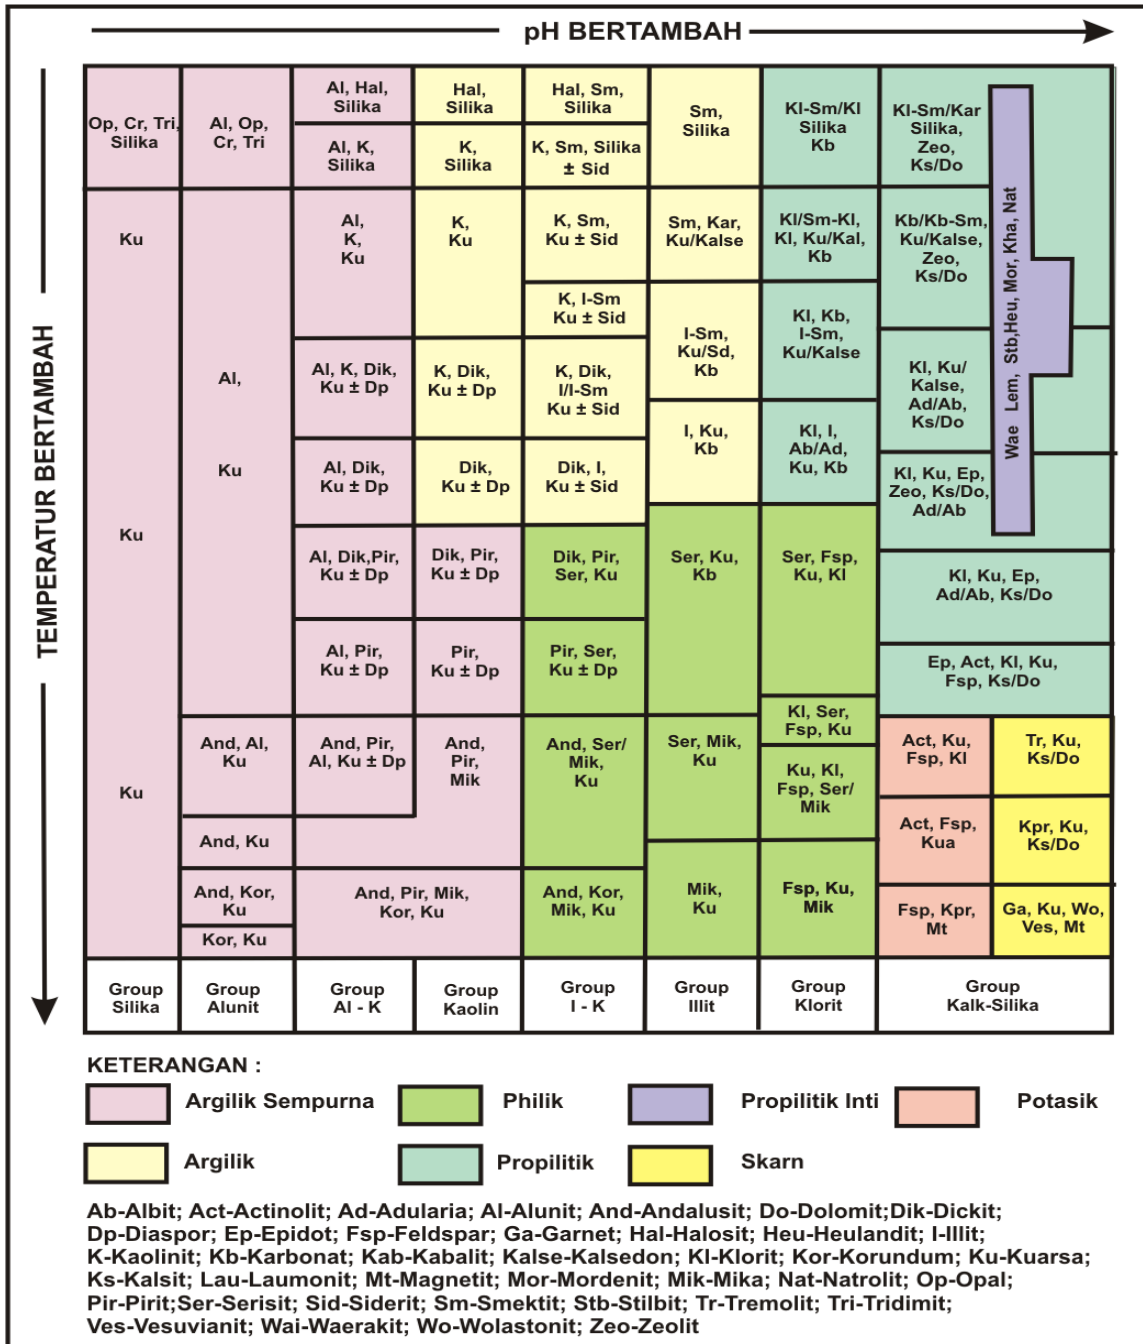 pH BERTAMBAH
TEMPERATUR BERTAMBAH
Op, Cr, Tri,
Silika
Ku
Ku
Ku
Group
Silika
Al, Op,
Cr, Tri
Al,
Ku
And, Al,
Ku
And, Ku
And, Kor,
Ku
Kor, Ku
Group
Alunit
Al, Hal,
Silika
Al, K,
Silika
Al,
K,
Ku
Al, K, Dik,
Ku ± Dp
Al, Dik,
Ku ± Dp
Al, Dik,Pir,
Ku ± Dp
Al, Pir,
Ku ± Dp
And, Pir,
Al, Ku ± Dp
And, Pir, Mik,
Kor, Ku
Group
Al - K
Hal,
Silika
K,
Silika
K,
Ku
K, Dik,
Ku ± Dp
Dik,
Ku ± Dp
Dik, Pir,
Ku ± Dp
Pir,
Ku ± Dp
And,
Pir,
Mik
Group
Kaolin
Hal, Sm,
Silika
K, Sm, Silika
± Sid
K, Sm,
Ku ± Sid
K, I-Sm
Ku ± Sid
K, Dik,
I/I-Sm
Ku ± Sid
Dik, I,
Ku ± Sid
Dik, Pir,
Ser, Ku
Pir, Ser,
Ku ± Dp
And, Ser/
Mik,
Ku
And, Kor,
Mik, Ku
Group
I - K
Sm,
Silika
Sm, Kar,
Ku/Kalse
I-Sm,
Ku/Sd,
Kb
I, Ku,
Kb
Ser, Ku,
Kb
Ser, Mik,
Ku
Mik,
Ku
Group
Illit
Kl-Sm/Kl
Silika
Kb
Kl/Sm-Kl,
Kl, Ku/Kal,
Kb
Kl, Kb,
I-Sm,
Ku/Kalse
Kl, I,
Ab/Ad,
Ku, Kb
Ser, Fsp,
Ku, Kl
Kl, Ser,
Fsp, Ku
Ku, Kl,
Fsp, Ser/
Mik
Fsp, Ku,
Mik
Group
Klorit
Kl-Sm/Kar
Silika,
Zeo,
Ks/Do
Kb/Kb-Sm,
Ku/Kalse,
Zeo,
Ks/Do
Kl, Ku/
Kalse,
Ad/Ab,
Ks/Do
Kl, Ku, Ep,
Zeo, Ks/Do,
Ad/Ab
Wae Lem, Stb,Heu, Mor, Kha, Nat
Kl, Ku, Ep,
Ad/Ab, Ks/Do
Ep, Act, Kl, Ku,
Fsp, Ks/Do
Act, Ku,
Fsp, Kl
Tr, Ku,
Ks/Do
Act, Fsp,
Kua
Kpr, Ku,
Ks/Do
Fsp, Kpr,
Mt
Ga, Ku, Wo,
Ves, Mt
Group
Kalk-Silika
KETERANGAN :
Argilik Sempurna
Philik
Propilitik Inti
Potasik
Argilik
Propilitik
Skarn
Ab-Albit; Act-Actinolit; Ad-Adularia; Al-Alunit; And-Andalusit; Do-Dolomit;Dik-Dickit;
Dp-Diaspor; Ep-Epidot; Fsp-Feldspar; Ga-Garnet; Hal-Halosit; Heu-Heulandit; I-Illit;
K-Kaolinit; Kb-Karbonat; Kab-Kabalit; Kalse-Kalsedon; Kl-Klorit; Kor-Korundum; Ku-Kuarsa;
Ks-Kalsit; Lau-Laumonit; Mt-Magnetit; Mor-Mordenit; Mik-Mika; Nat-Natrolit; Op-Opal;
Pir-Pirit;Ser-Serisit; Sid-Siderit; Sm-Smektit; Stb-Stilbit; Tr-Tremolit; Tri-Tridimit;
Ves-Vesuvianit; Wai-Waerakit; Wo-Wolastonit; Zeo-Zeolit